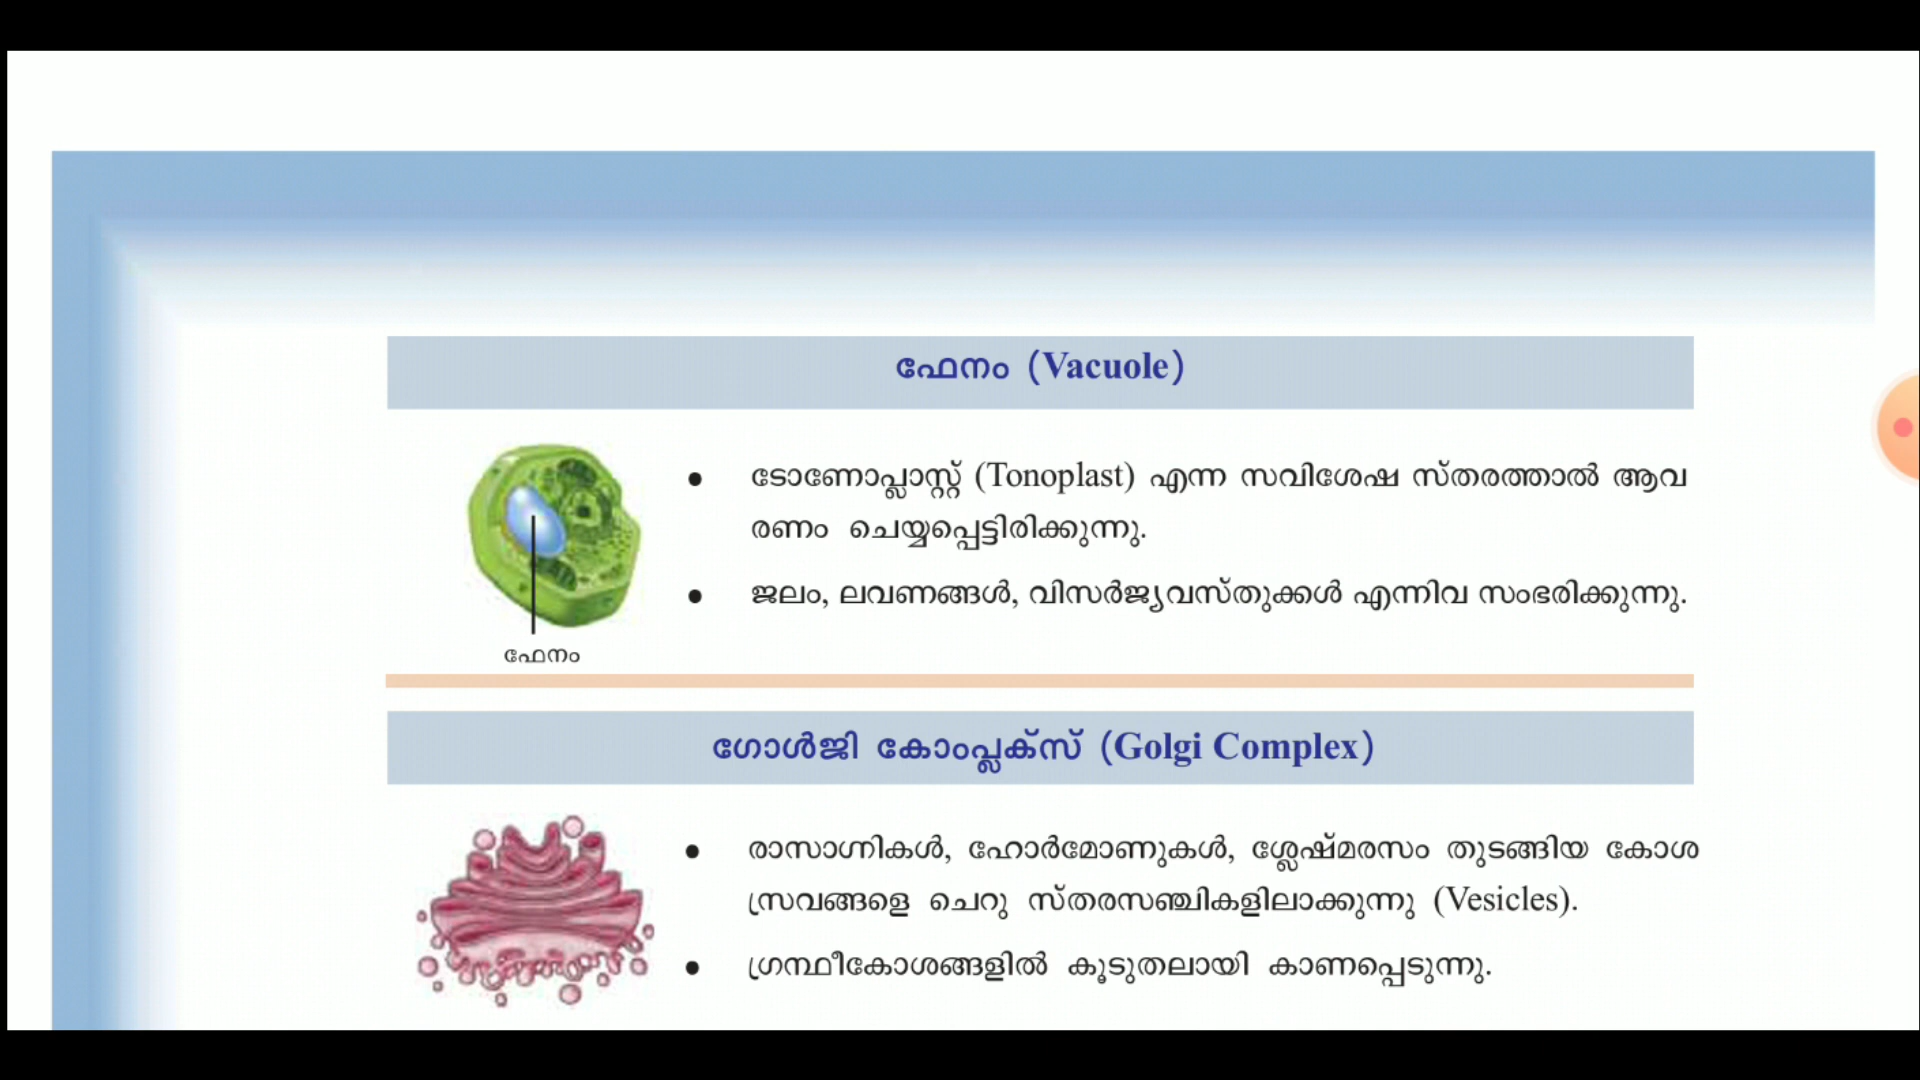 ഫേനം (Vacuole)
ടോണോപ്ലാസ്റ്റ് (Tonoplast) എന്ന സവിശേഷ സ്തരത്താൽ ആവ
രണം ചെയ്യപ്പെട്ടിരിക്കുന്നു.
ജലം, ലവണങ്ങൾ, വിസർജ്യവസ്തുക്കൾ എന്നിവ സംഭരിക്കുന്നു.
ഫേനം
ഗോൾജി കോംപ്ലക്സ് (Golgi Complex)
രാസാഗ്നികൾ, ഹോർമോണുകൾ, ശ്ലേഷ്മരസം തുടങ്ങിയ കോശ
സ്രവങ്ങളെ ചെറു സ്തരസഞ്ചികളിലാക്കുന്നു (Vesicles).
ഗ്രന്ഥീകോശങ്ങളിൽ കൂടുതലായി കാണപ്പെടുന്നു.